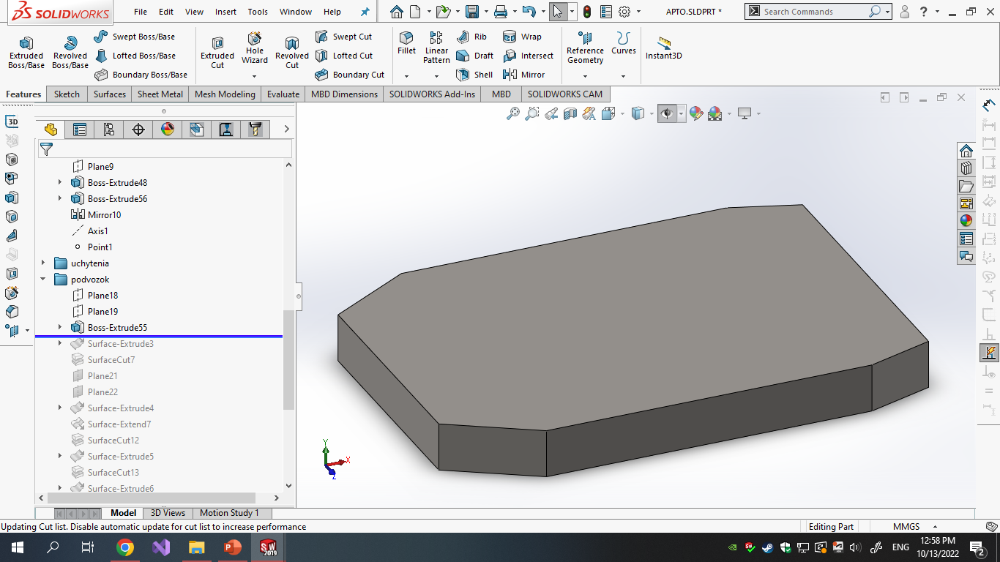 SOLIDWORKS File Edit View Insert Tools Window Help APTO.SLDPRT * Search Commands ?
Extruded Boss/Base
Revolved Boss/Base
Swept Boss/Base
Lofted Boss/Base
Boundary Boss/Base
Extruded Cut
Hole Wizard
Revolved Cut
Swept Cut
Lofted Cut
Boundary Cut
Fillet
Linear Pattern
Rib
Draft
Shell
Wrap
Intersect
Mirror
Reference Geometry
Curves
Instant3D
Features Sketch Surfaces Sheet Metal Mesh Modeling Evaluate MBD Dimensions SOLIDWORKS Add-Ins MBD SOLIDWORKS CAM
3D
Plane9
Boss-Extrude48
Boss-Extrude56
Mirror10
Axis1
Point1
uchytenia
podvozok
Plane18
Plane19
Boss-Extrude55
Surface-Extrude3
SurfaceCut7
Plane21
Plane22
Surface-Extrude4
Surface-Extend7
SurfaceCut12
Surface-Extrude5
SurfaceCut13
Surface-Extrude6
Y
X
Z
Model 3D Views Motion Study 1
Updating Cut list. Disable automatic update for cut list to increase performance Editing Part MMGS
SW 2019
ENG
12:58 PM
10/13/2022
2